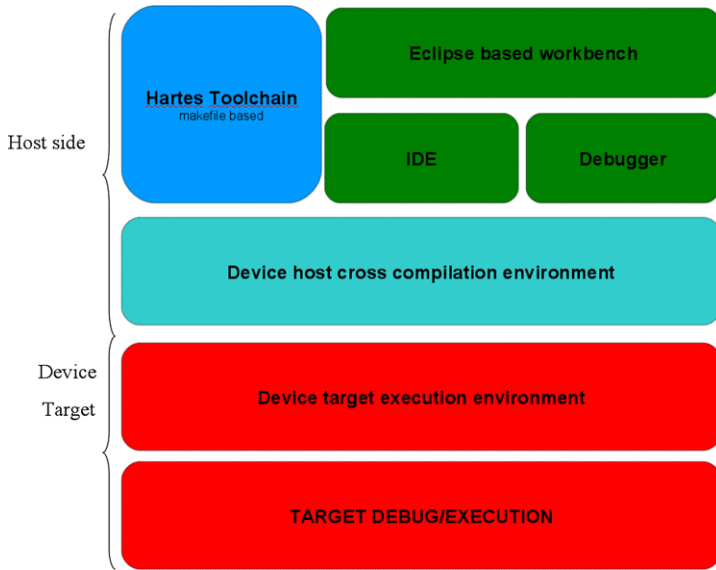 Hartes Toolchain
makefile based
Eclipse based workbench
Host side
IDE
Debugger
Device host cross compilation environment
Device
Target
Device target execution environment
TARGET DEBUG/EXECUTION